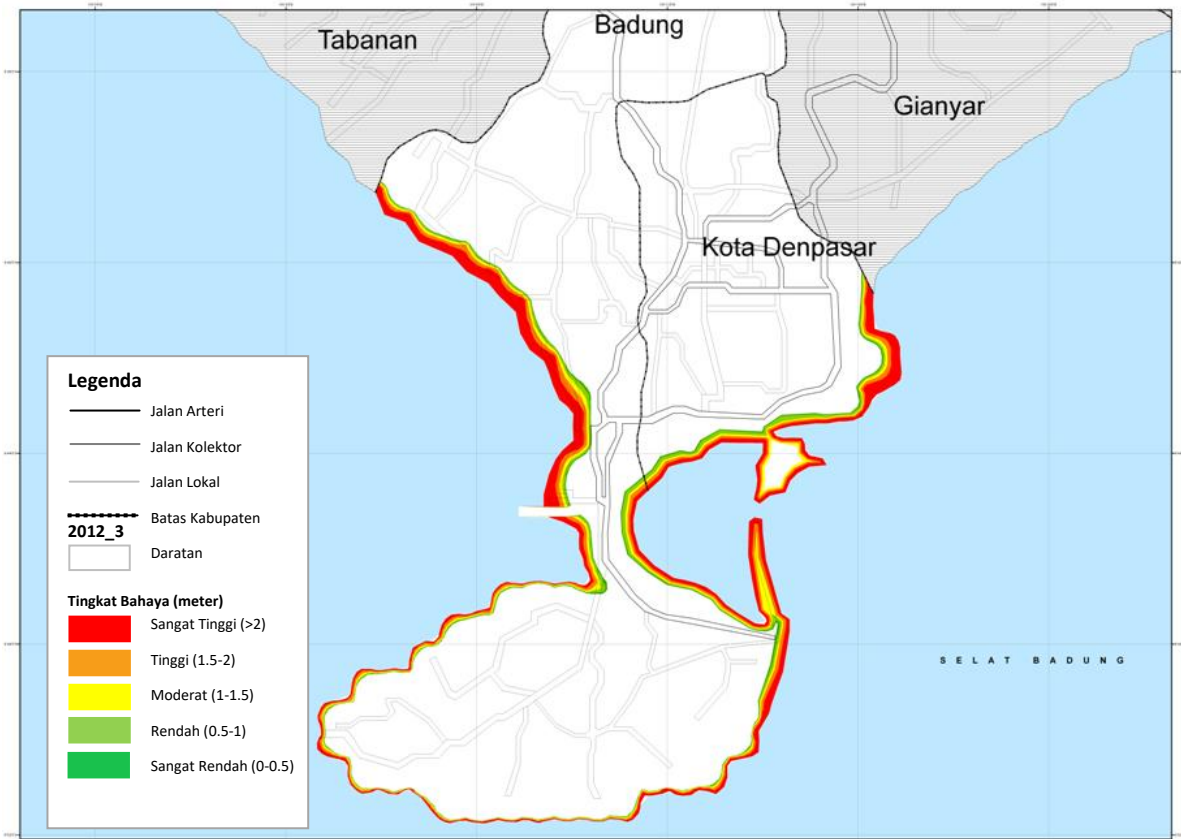 Tabanan
Badung
Gianyar
Kota Denpasar
Legenda
Jalan Arteri
Jalan Kolektor
Jalan Lokal
Batas Kabupaten
2012_3
Daratan
Tingkat Bahaya (meter)
Sangat Tinggi (>2)
Tinggi (1.5-2)
Moderat (1-1.5)
Rendah (0.5-1)
Sangat Rendah (0-0.5)
SELAT BADUNG